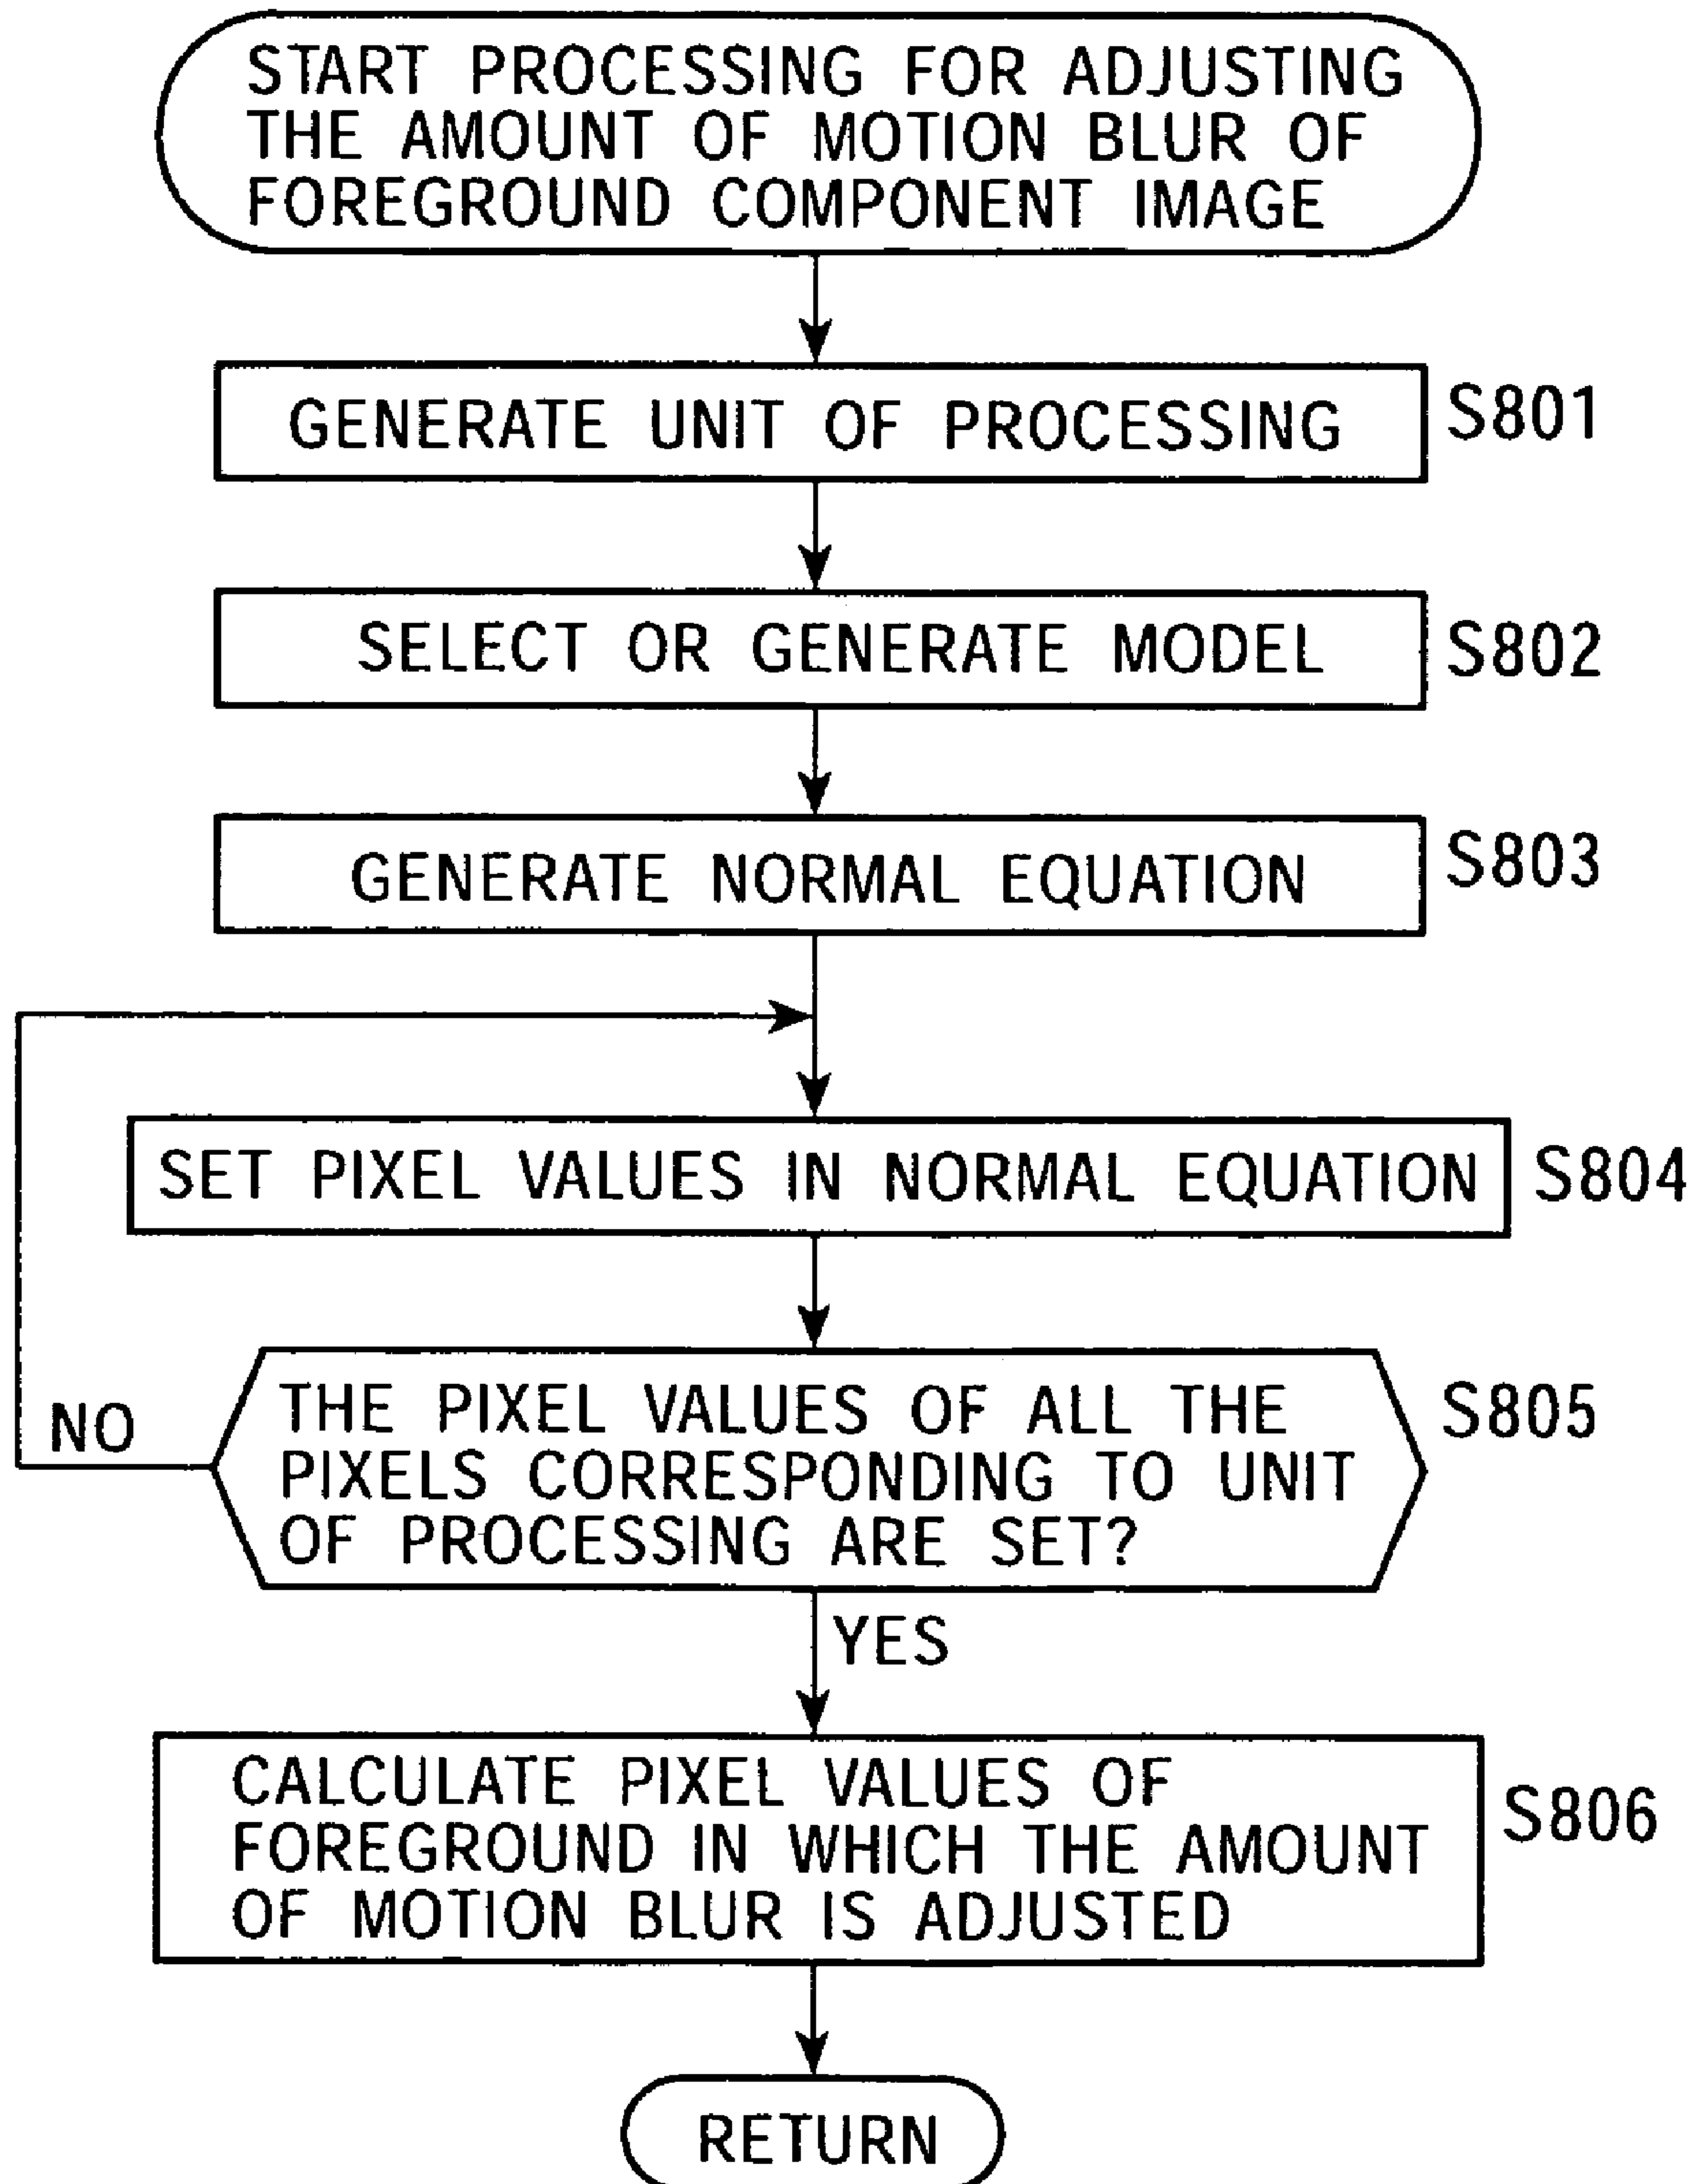 START PROCESSING FOR ADJUSTING
THE AMOUNT OF MOTION BLUR OF
FOREGROUND COMPONENT IMAGE
GENERATE UNIT OF PROCESSING
S801
SELECT OR GENERATE MODEL
S802
GENERATE NORMAL EQUATION
S803
SET PIXEL VALUES IN NORMAL EQUATION
S804
THE PIXEL VALUES OF ALL THE
PIXELS CORRESPONDING TO UNIT
OF PROCESSING ARE SET?
S805
NO
YES
CALCULATE PIXEL VALUES OF
FOREGROUND IN WHICH THE AMOUNT
OF MOTION BLUR IS ADJUSTED
S806
RETURN